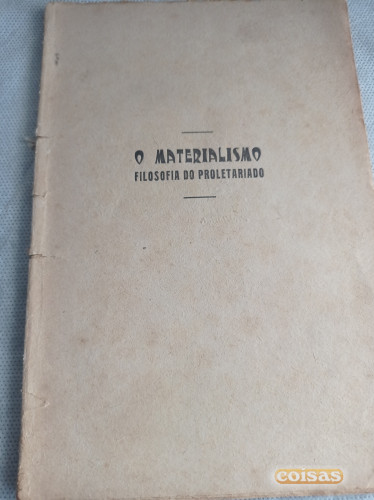 O MATERIALISMO
FILOSOFIA DO PROLETARIADO
coisas